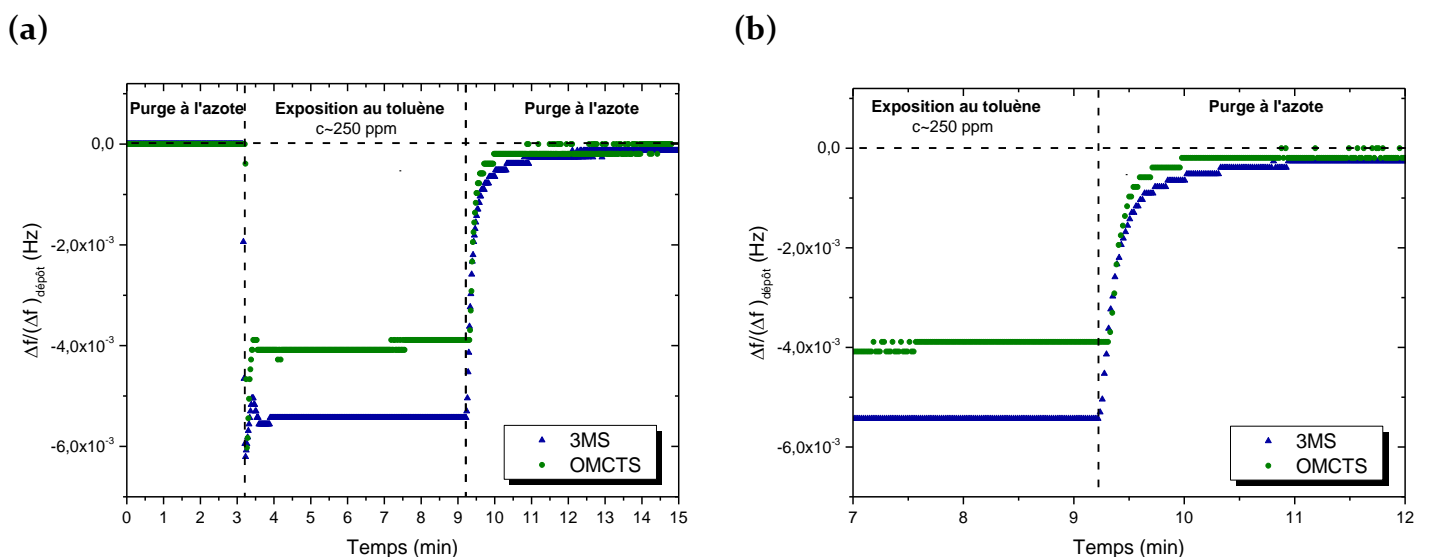 (a)
Purge à l'azote
Exposition au toluène
c~250 ppm
Purge à l'azote
0,0
-2,0x10⁻³
-4,0x10⁻³
-6,0x10⁻³
Δf/(Δf )dépôt (Hz)
3MS
OMCTS
0 1 2 3 4 5 6 7 8 9 10 11 12 13 14 15
Temps (min)
(b)
Exposition au toluène
c~250 ppm
Purge à l'azote
0,0
-2,0x10⁻³
-4,0x10⁻³
-6,0x10⁻³
Δf/(Δf )dépôt (Hz)
3MS
OMCTS
7 8 9 10 11 12
Temps (min)